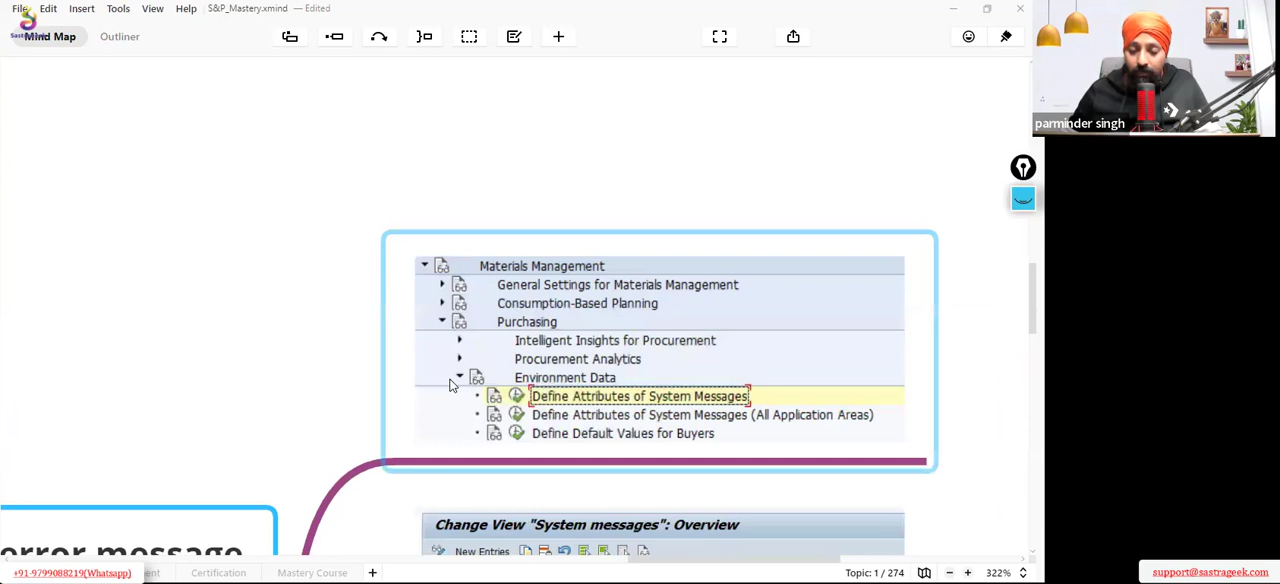 File Edit Insert Tools View Window Help S&P_Mastery.xmind — Edited
Sastrageek
Mind Map Outliner
parminder singh
Materials Management
General Settings for Materials Management
Consumption-Based Planning
Purchasing
Intelligent Insights for Procurement
Procurement Analytics
Environment Data
Define Attributes of System Messages
Define Attributes of System Messages (All Application Areas)
Define Default Values for Buyers
Change View "System messages": Overview
New Entries
error message
+91-9799088219(Whatsapp)
Certification Mastery Course
Topic: 1 / 274 322%
support@sastrageek.com